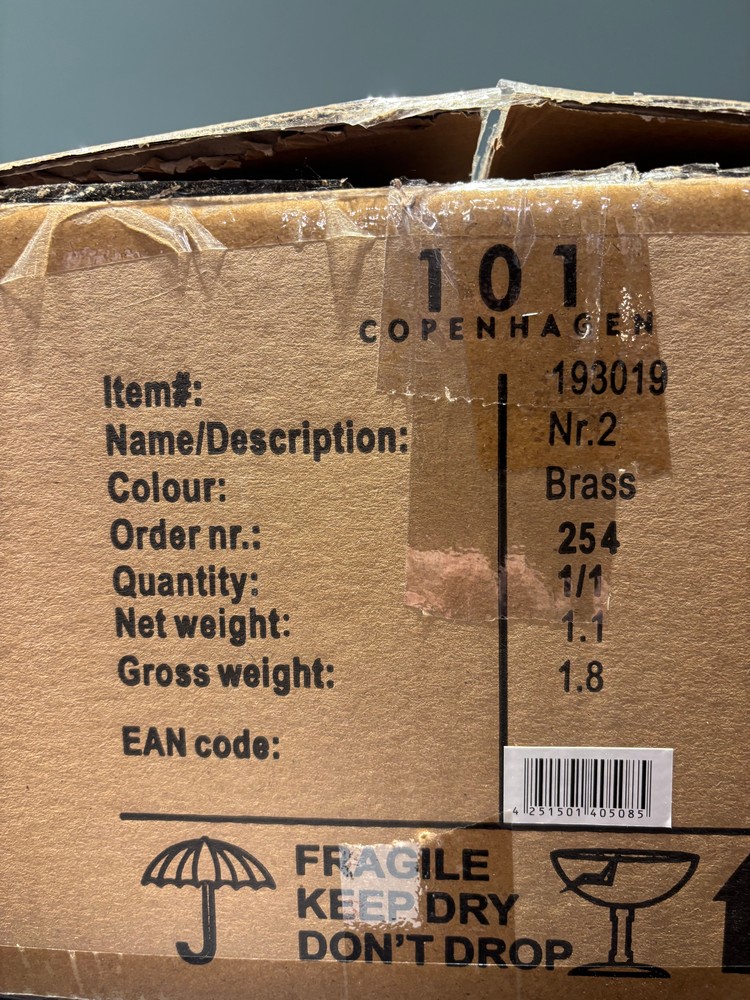 101
COPENHAGEN
Item#: 193019
Name/Description: Nr.2
Colour: Brass
Order nr.: 254
Quantity: 1/1
Net weight: 1.1
Gross weight: 1.8
EAN code:
4 251501 405085
FRAGILE
KEEP DRY
DON'T DROP